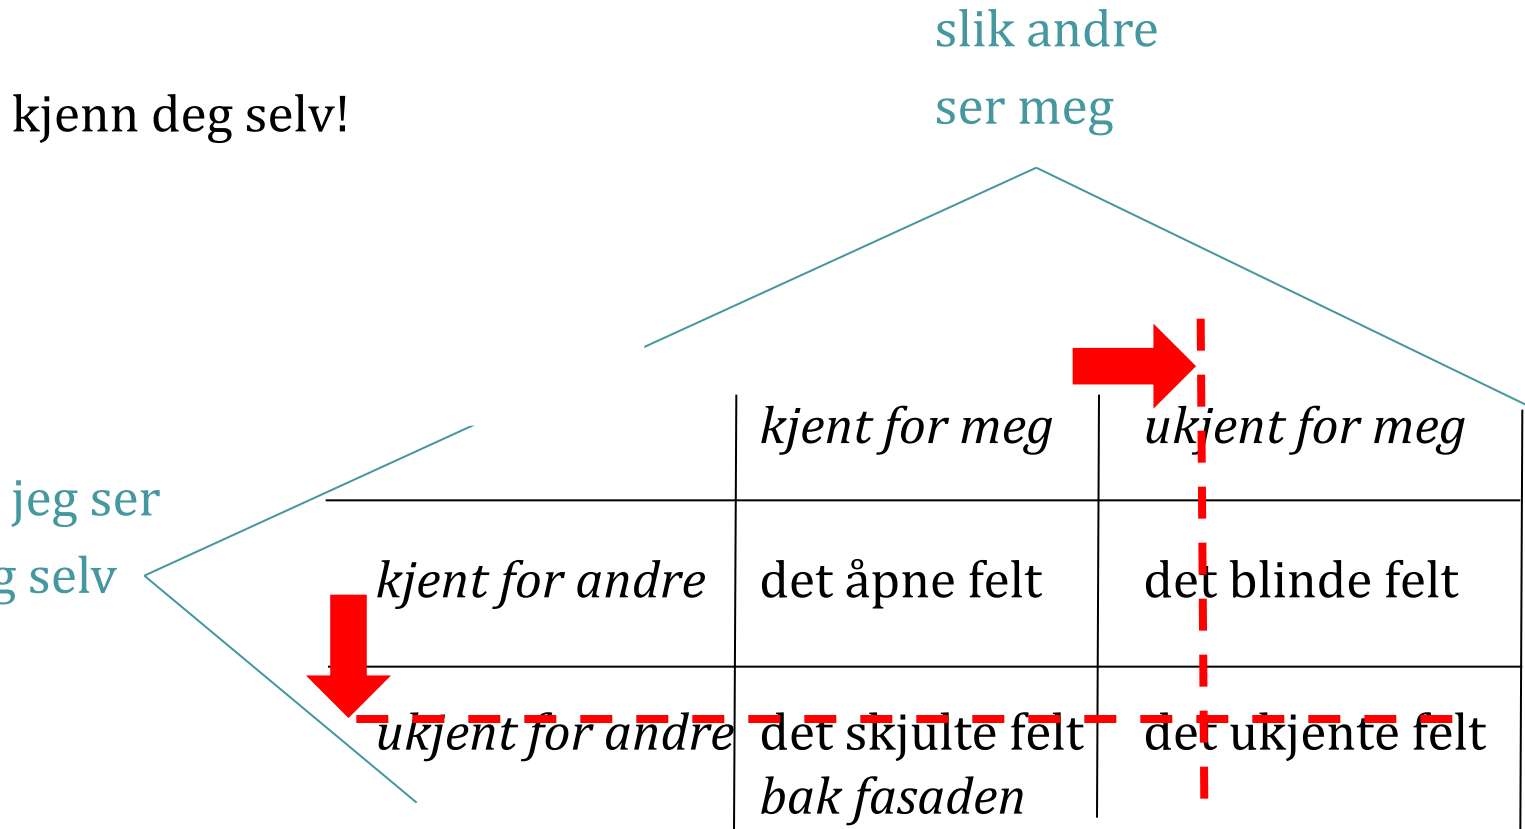 slik andre
ser meg
kjenn deg selv!
kjent for meg ukjent for meg
jeg ser
g selv
kjent for andre det åpne felt det blinde felt
ukjent for andre det skjulte felt det ukjente felt
bak fasaden